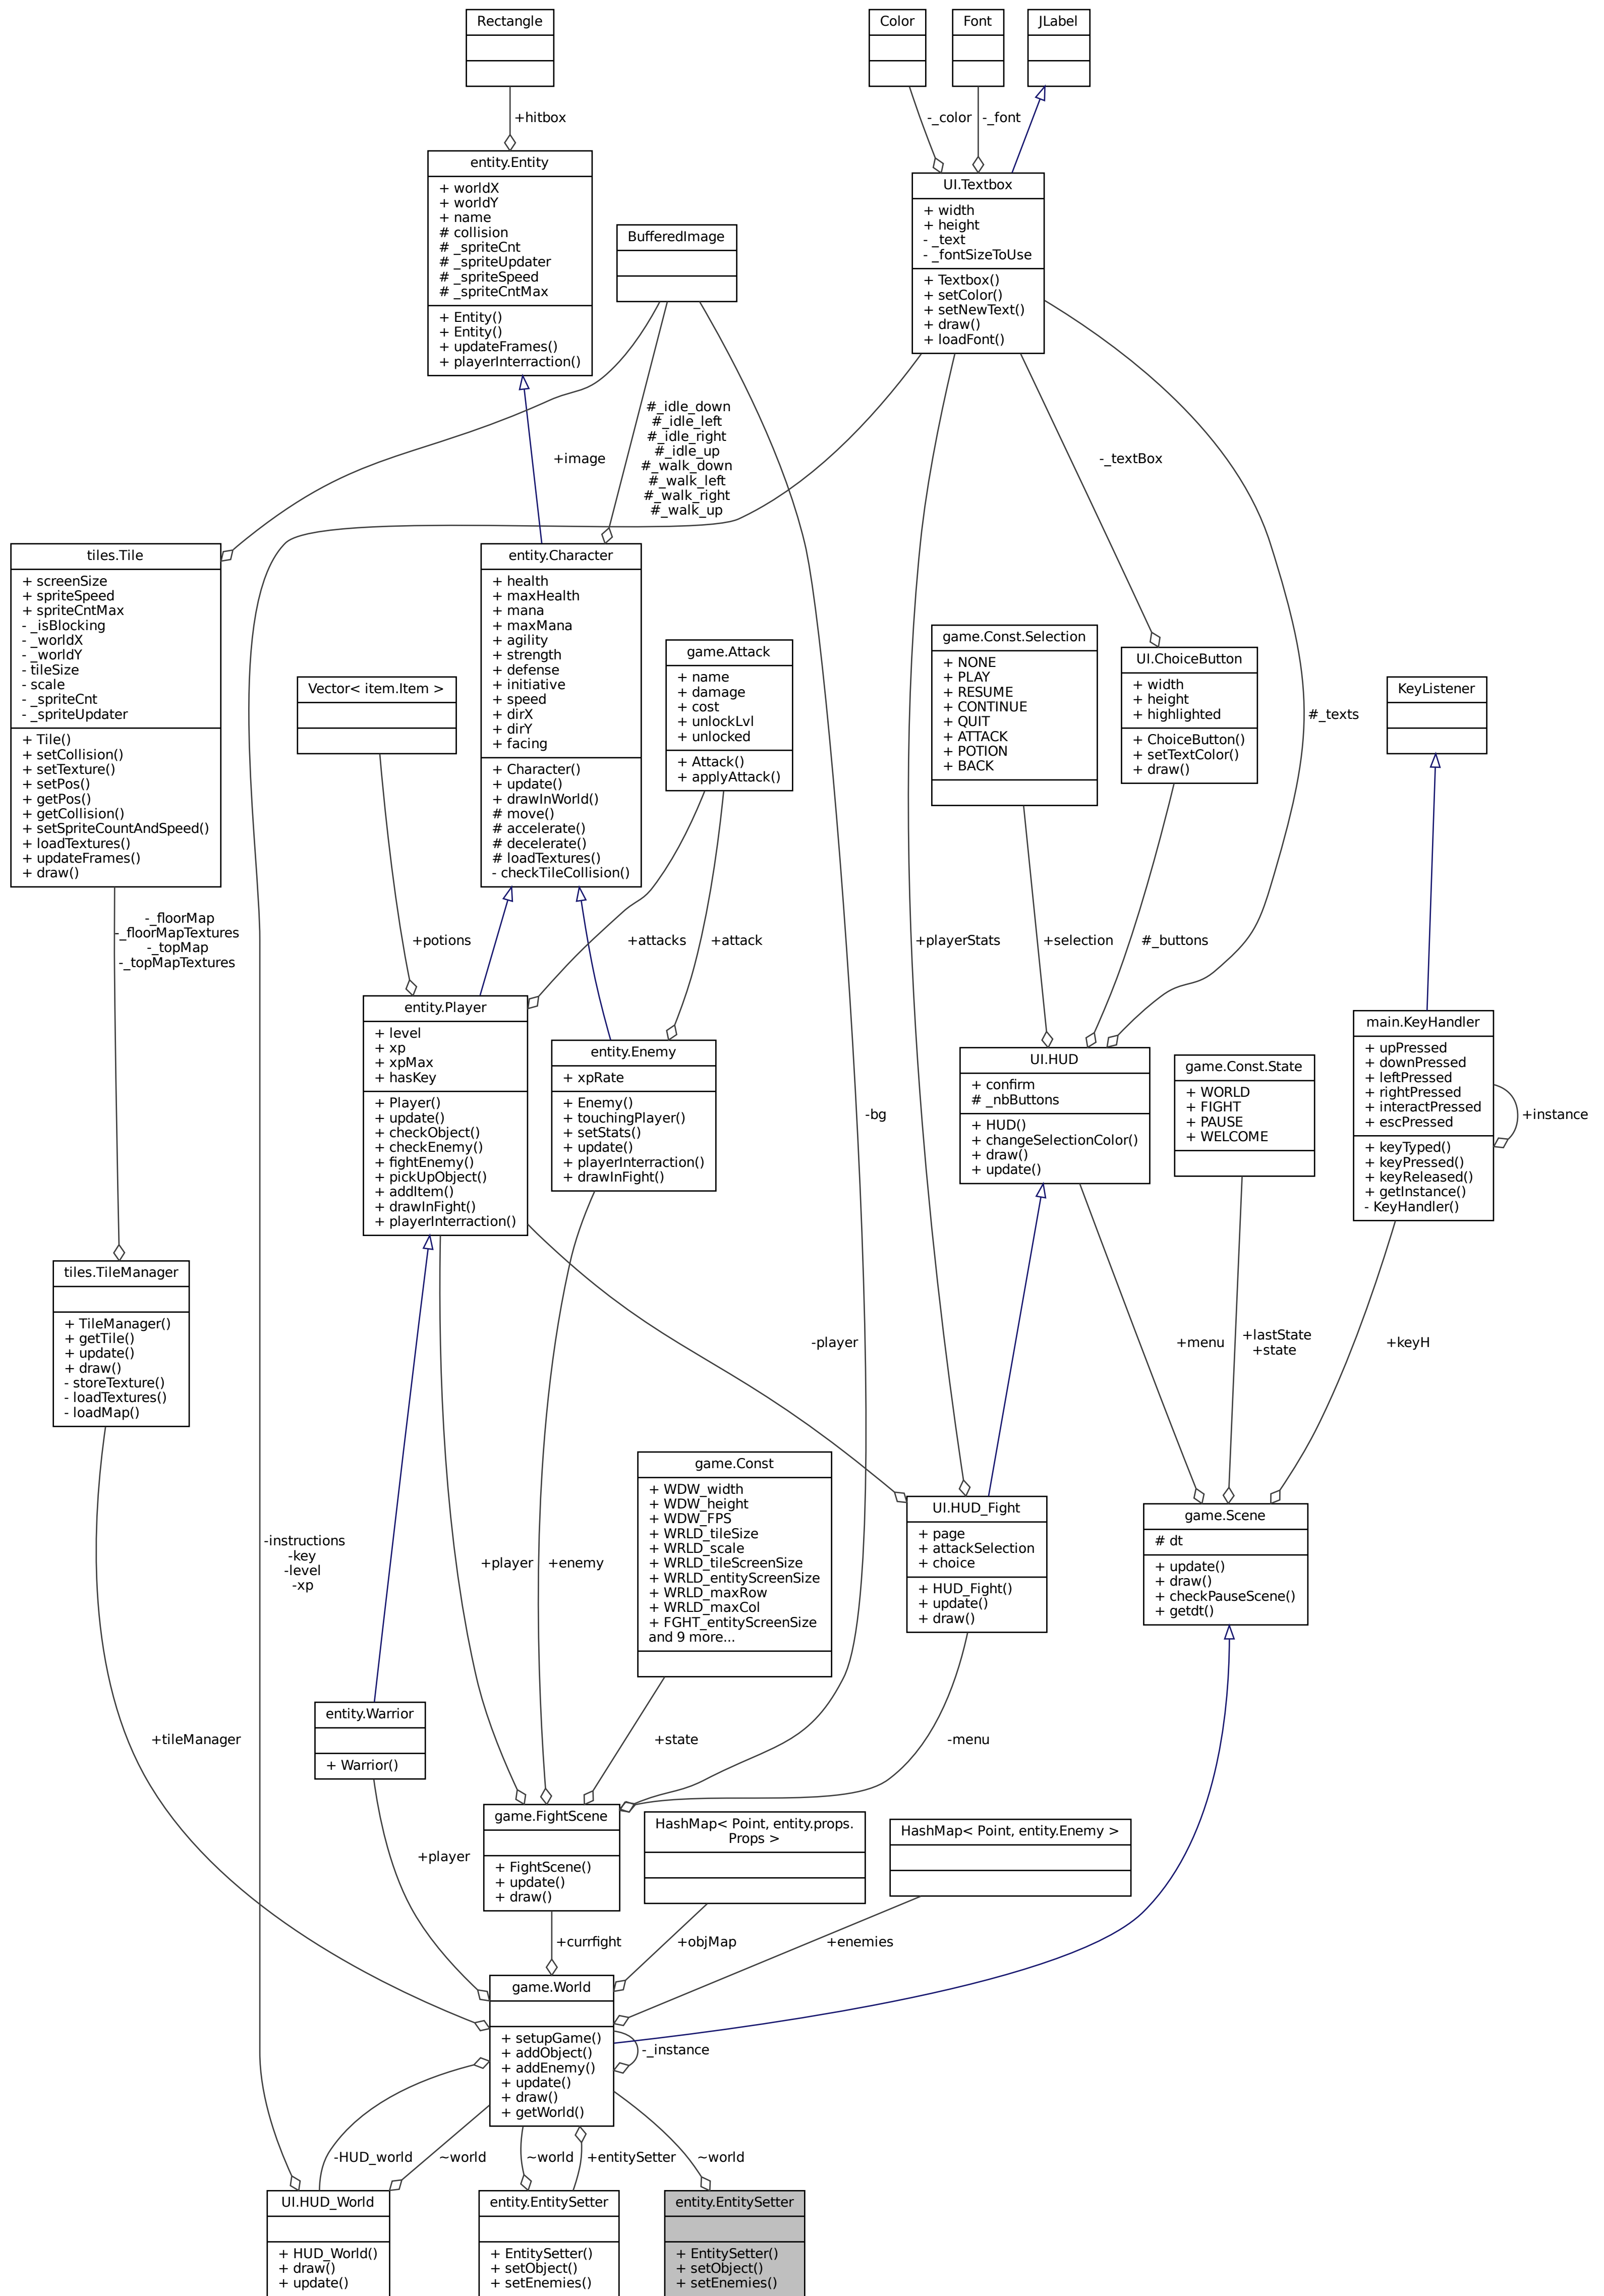 Rectangle
Color
Font
JLabel
+hitbox
-_color
-_font
entity.Entity
+ worldX
+ worldY
+ name
# collision
# _spriteCnt
# _spriteUpdater
# _spriteSpeed
# _spriteCntMax
+ Entity()
+ Entity()
+ updateFrames()
+ playerInterraction()
UI.Textbox
+ width
+ height
- _text
- _fontSizeToUse
+ Textbox()
+ setColor()
+ setNewText()
+ draw()
+ loadFont()
BufferedImage
+image
#_idle_down
#_idle_left
#_idle_right
#_idle_up
#_walk_down
#_walk_left
#_walk_right
#_walk_up
-_textBox
tiles.Tile
+ screenSize
+ spriteSpeed
+ spriteCntMax
- _isBlocking
- _worldX
- _worldY
- tileSize
- scale
- _spriteCnt
- _spriteUpdater
+ Tile()
+ setCollision()
+ setTexture()
+ setPos()
+ getPos()
+ getCollision()
+ setSpriteCountAndSpeed()
+ loadTextures()
+ updateFrames()
+ draw()
entity.Character
+ health
+ maxHealth
+ mana
+ maxMana
+ agility
+ strength
+ defense
+ initiative
+ speed
+ dirX
+ dirY
+ facing
+ Character()
+ update()
+ drawInWorld()
# move()
# accelerate()
# decelerate()
# loadTextures()
- checkTileCollision()
Vector< item.Item >
game.Attack
+ name
+ damage
+ cost
+ unlockLvl
+ unlocked
+ Attack()
+ applyAttack()
game.Const.Selection
+ NONE
+ PLAY
+ RESUME
+ CONTINUE
+ QUIT
+ ATTACK
+ POTION
+ BACK
UI.ChoiceButton
+ width
+ height
+ highlighted
+ ChoiceButton()
+ setTextColor()
+ draw()
#_texts
KeyListener
-_floorMap
-_floorMapTextures
-_topMap
-_topMapTextures
+potions
+attacks
+attack
+playerStats
+selection
#_buttons
entity.Player
+ level
+ xp
+ xpMax
+ hasKey
+ Player()
+ update()
+ checkObject()
+ checkEnemy()
+ fightEnemy()
+ pickUpObject()
+ addItem()
+ drawInFight()
+ playerInterraction()
entity.Enemy
+ xpRate
+ Enemy()
+ touchingPlayer()
+ setStats()
+ update()
+ playerInterraction()
+ drawInFight()
-bg
UI.HUD
+ confirm
# _nbButtons
+ HUD()
+ changeSelectionColor()
+ draw()
+ update()
game.Const.State
+ WORLD
+ FIGHT
+ PAUSE
+ WELCOME
main.KeyHandler
+ upPressed
+ downPressed
+ leftPressed
+ rightPressed
+ interactPressed
+ escPressed
+ keyTyped()
+ keyPressed()
+ keyReleased()
+ getInstance()
- KeyHandler()
+instance
tiles.TileManager
+ TileManager()
+ getTile()
+ update()
+ draw()
- storeTexture()
- loadTextures()
- loadMap()
-player
+menu
+lastState
+state
+keyH
-instructions
-key
-level
-xp
+player
+enemy
game.Const
+ WDW_width
+ WDW_height
+ WDW_FPS
+ WRLD_tileSize
+ WRLD_scale
+ WRLD_tileScreenSize
+ WRLD_entityScreenSize
+ WRLD_maxRow
+ WRLD_maxCol
+ FGHT_entityScreenSize
and 9 more...
UI.HUD_Fight
+ page
+ attackSelection
+ choice
+ HUD_Fight()
+ update()
+ draw()
game.Scene
# dt
+ update()
+ draw()
+ checkPauseScene()
+ getdt()
+tileManager
entity.Warrior
+ Warrior()
+state
-menu
+player
game.FightScene
+ FightScene()
+ update()
+ draw()
HashMap< Point, entity.props.
Props >
HashMap< Point, entity.Enemy >
+currfight
+objMap
+enemies
game.World
+ setupGame()
+ addObject()
+ addEnemy()
+ update()
+ draw()
+ getWorld()
-_instance
-HUD_world
~world
~world
+entitySetter
~world
UI.HUD_World
+ HUD_World()
+ draw()
+ update()
entity.EntitySetter
+ EntitySetter()
+ setObject()
+ setEnemies()
entity.EntitySetter
+ EntitySetter()
+ setObject()
+ setEnemies()